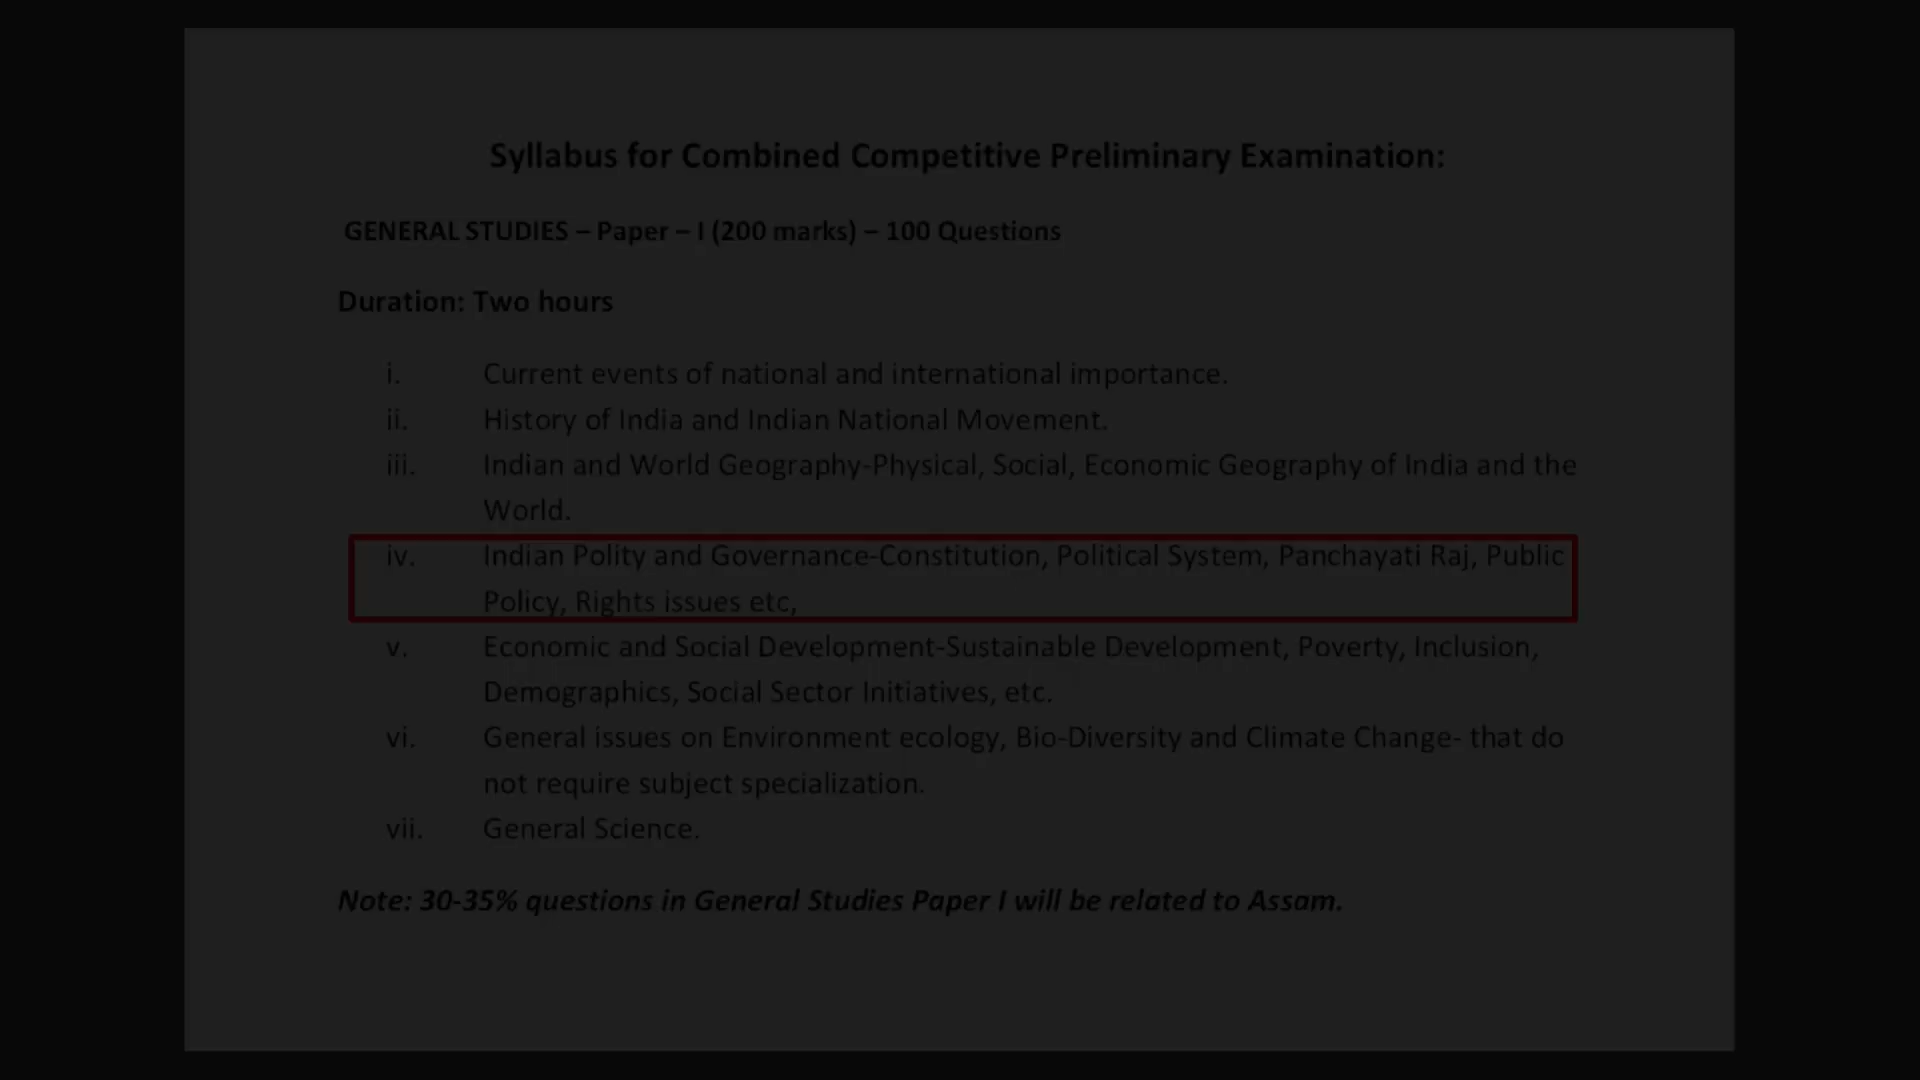 Syllabus for Combined Competitive Preliminary Examination:
GENERAL STUDIES – Paper – I (200 marks) – 100 Questions
Duration: Two hours
i. Current events of national and international importance.
ii. History of India and Indian National Movement.
iii. Indian and World Geography-Physical, Social, Economic Geography of India and the
World.
iv. Indian Polity and Governance-Constitution, Political System, Panchayati Raj, Public
Policy, Rights issues etc,
v. Economic and Social Development-Sustainable Development, Poverty, Inclusion,
Demographics, Social Sector Initiatives, etc.
vi. General issues on Environment ecology, Bio-Diversity and Climate Change- that do
not require subject specialization.
vii. General Science.
Note: 30-35% questions in General Studies Paper I will be related to Assam.